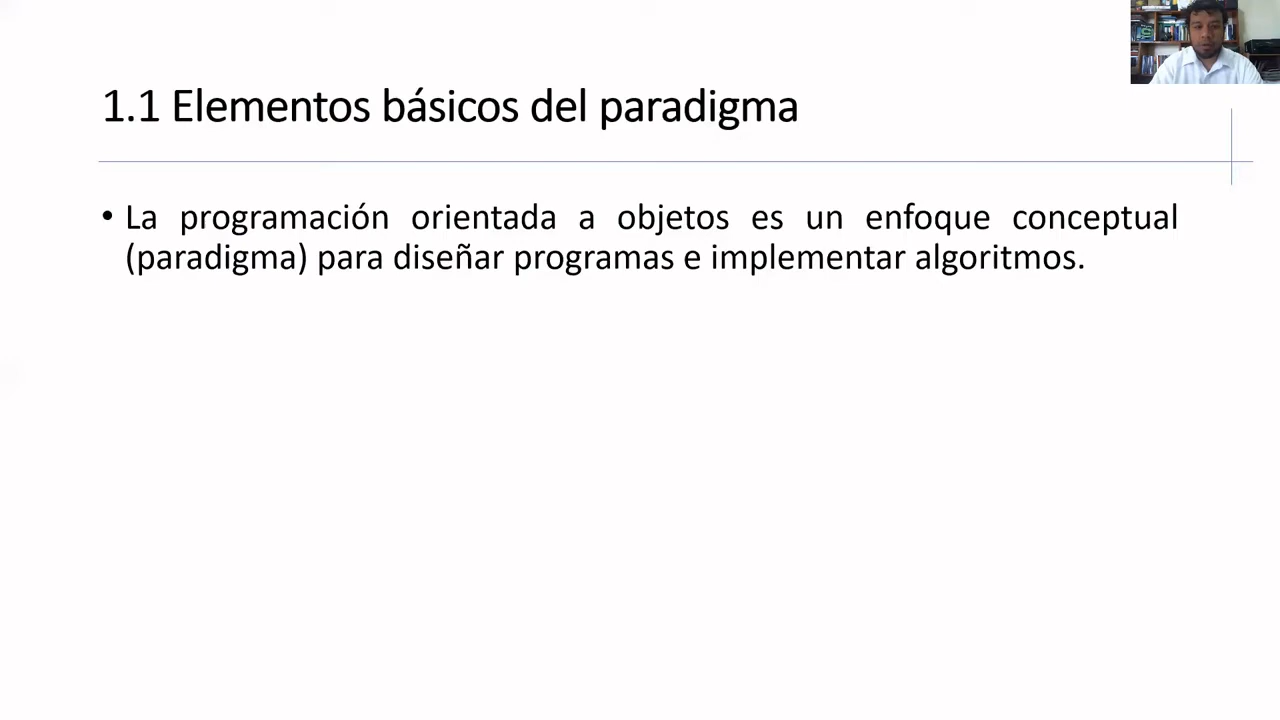 1.1 Elementos básicos del paradigma
• La programación orientada a objetos es un enfoque conceptual
(paradigma) para diseñar programas e implementar algoritmos.